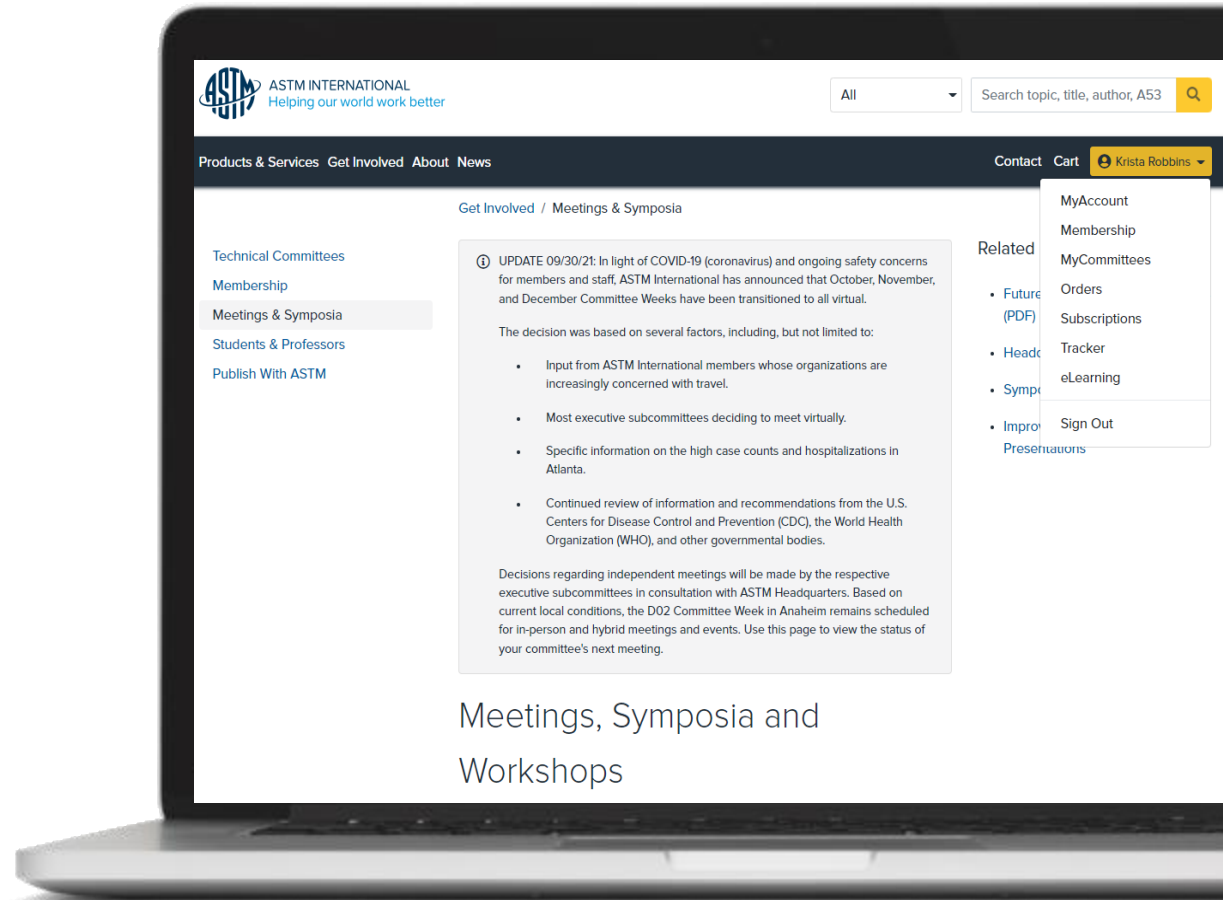 ASTM
ASTM INTERNATIONAL
Helping our world work better
All
Search topic, title, author, A53
Products & Services Get Involved About News
Contact Cart Krista Robbins
MyAccount
Membership
MyCommittees
Orders
Subscriptions
Tracker
eLearning
Sign Out
Get Involved / Meetings & Symposia
Technical Committees
Membership
Meetings & Symposia
Students & Professors
Publish With ASTM
UPDATE 09/30/21: In light of COVID-19 (coronavirus) and ongoing safety concerns
for members and staff, ASTM International has announced that October, November,
and December Committee Weeks have been transitioned to all virtual.
The decision was based on several factors, including, but not limited to:
• Input from ASTM International members whose organizations are
increasingly concerned with travel.
• Most executive subcommittees deciding to meet virtually.
• Specific information on the high case counts and hospitalizations in
Atlanta.
• Continued review of information and recommendations from the U.S.
Centers for Disease Control and Prevention (CDC), the World Health
Organization (WHO), and other governmental bodies.
Decisions regarding independent meetings will be made by the respective
executive subcommittees in consultation with ASTM Headquarters. Based on
current local conditions, the D02 Committee Week in Anaheim remains scheduled
for in-person and hybrid meetings and events. Use this page to view the status of
your committee's next meeting.
Related
• Future
(PDF)
• Headq
• Sympo
• Improv
Presentations
Meetings, Symposia and
Workshops